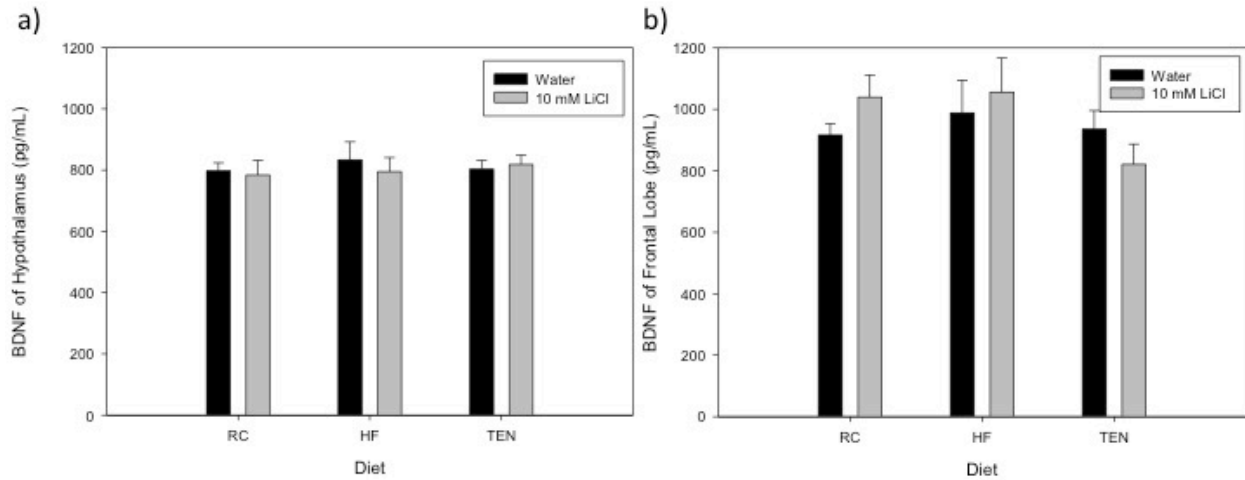 a)
BDNF of Hypothalamus (pg/mL)
1200
1000
800
600
400
200
0
Water
10 mM LiCl
RC HF TEN
Diet
b)
BDNF of Frontal Lobe (pg/mL)
1200
1000
800
600
400
200
0
Water
10 mM LiCl
RC HF TEN
Diet